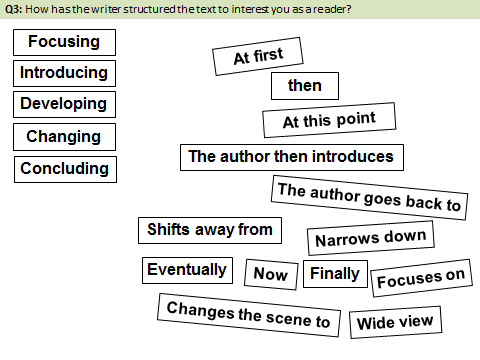 Q3: How has the writer structured the text to interest you as a reader?
Focusing
Introducing
Developing
Changing
Concluding
At first
then
At this point
The author then introduces
The author goes back to
Shifts away from
Narrows down
Eventually
Now
Finally
Focuses on
Changes the scene to
Wide view